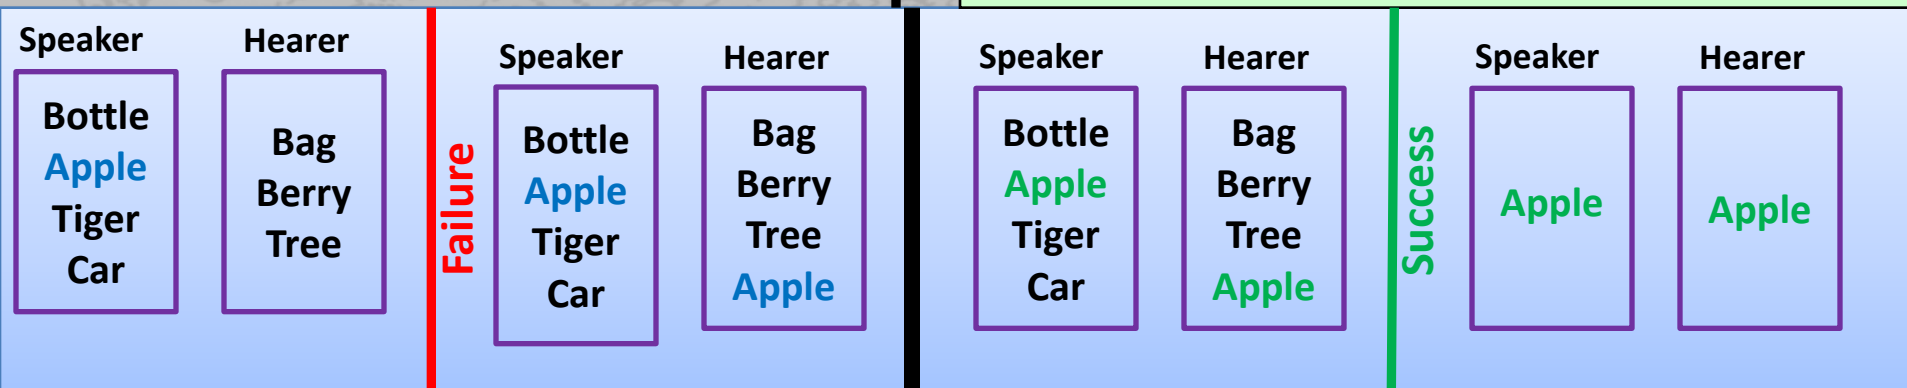 Speaker
Bottle
Apple
Tiger
Car
Hearer
Bag
Berry
Tree
Failure
Speaker
Bottle
Apple
Tiger
Car
Hearer
Bag
Berry
Tree
Apple
Speaker
Bottle
Apple
Tiger
Car
Hearer
Bag
Berry
Tree
Apple
Success
Speaker
Apple
Hearer
Apple